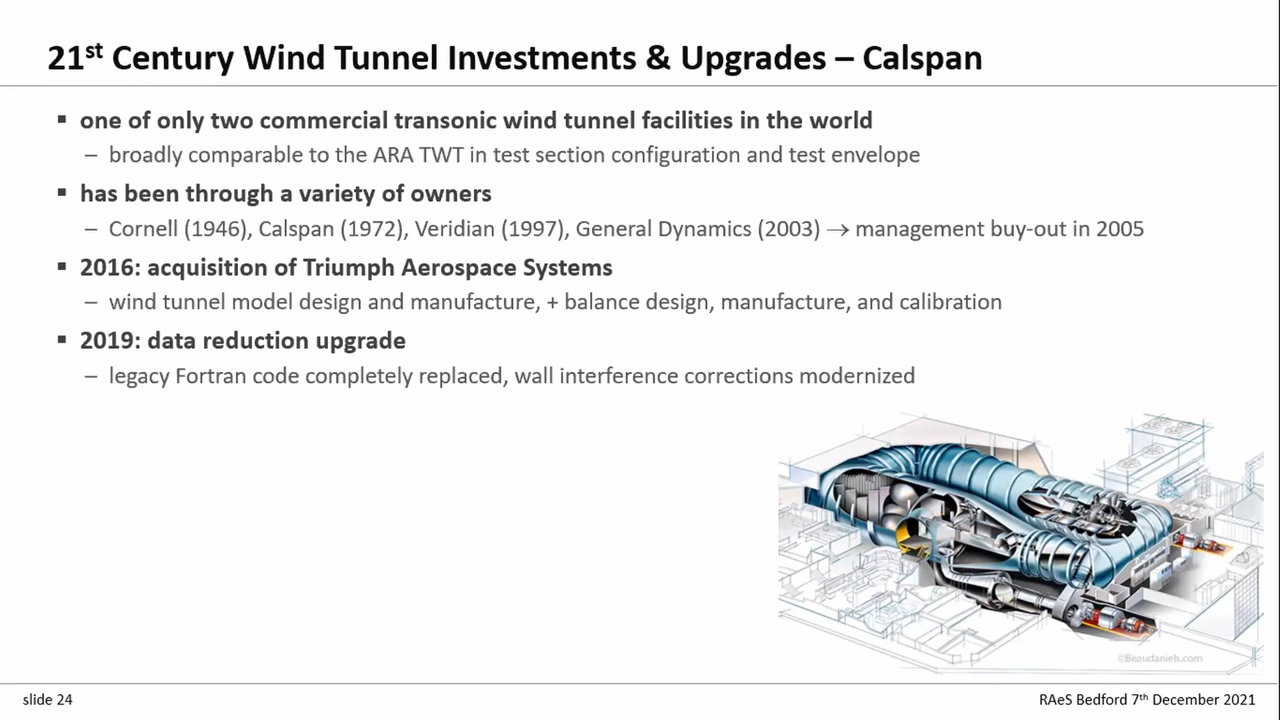 21st Century Wind Tunnel Investments & Upgrades – Calspan
▪ one of only two commercial transonic wind tunnel facilities in the world
– broadly comparable to the ARA TWT in test section configuration and test envelope
▪ has been through a variety of owners
– Cornell (1946), Calspan (1972), Veridian (1997), General Dynamics (2003) → management buy-out in 2005
▪ 2016: acquisition of Triumph Aerospace Systems
– wind tunnel model design and manufacture, + balance design, manufacture, and calibration
▪ 2019: data reduction upgrade
– legacy Fortran code completely replaced, wall interference corrections modernized
©Beaudaniels.com
slide 24
RAeS Bedford 7th December 2021